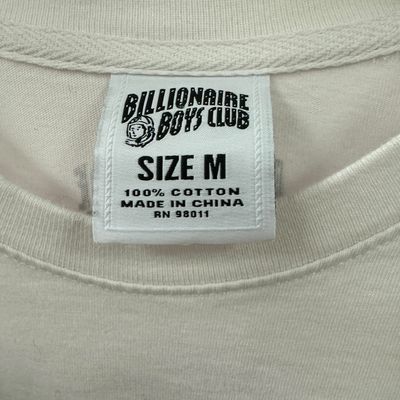 BILLIONAIRE
BOYS CLUB
SIZE M
100% COTTON
MADE IN CHINA
RN 98011